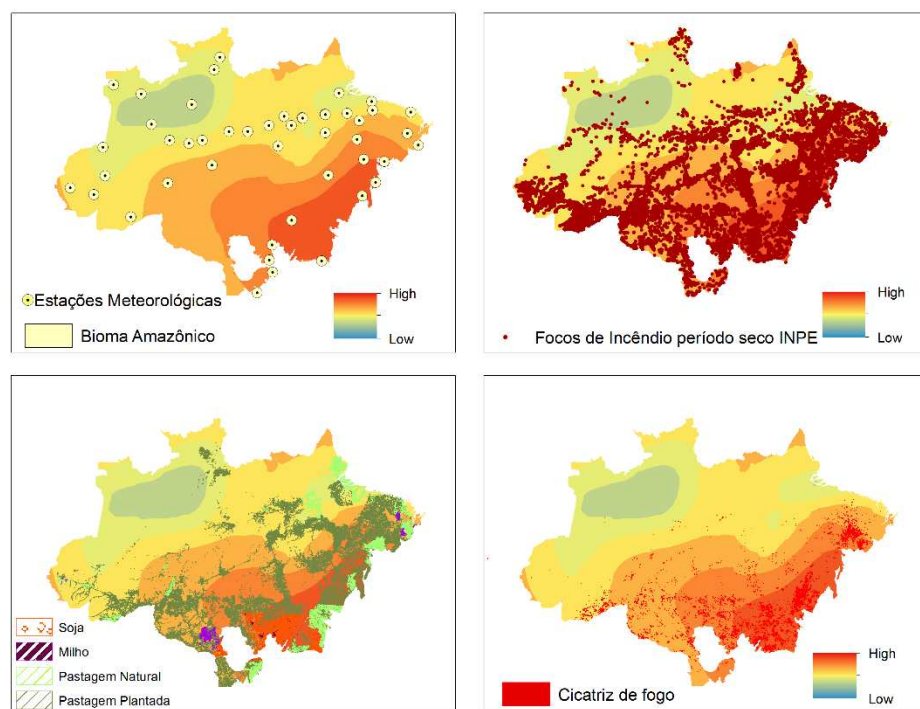 Estações Meteorológicas
Bioma Amazônico
High
Low
Focos de Incêndio período seco INPE
High
Low
Soja
Milho
Pastagem Natural
Pastagem Plantada
Cicatriz de fogo
High
Low